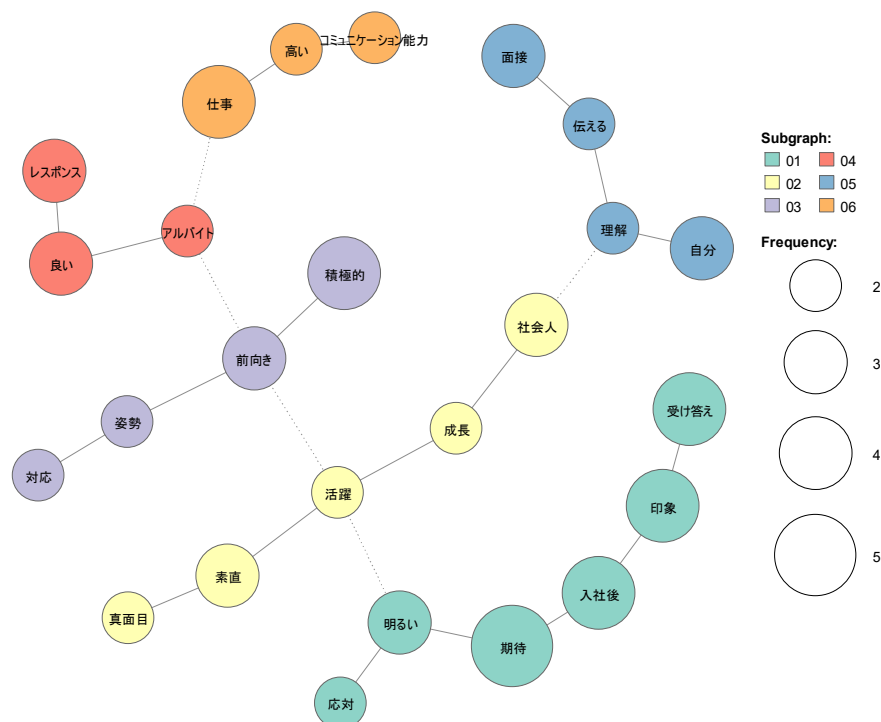 コミュニケーション能力
高い
仕事
面接
伝える
レスポンス
アルバイト
良い
理解
自分
積極的
社会人
前向き
姿勢
成長
対応
受け答え
活躍
印象
素直
入社後
真面目
明るい
期待
応対
Subgraph:
01 04
02 05
03 06
Frequency:
2
3
4
5